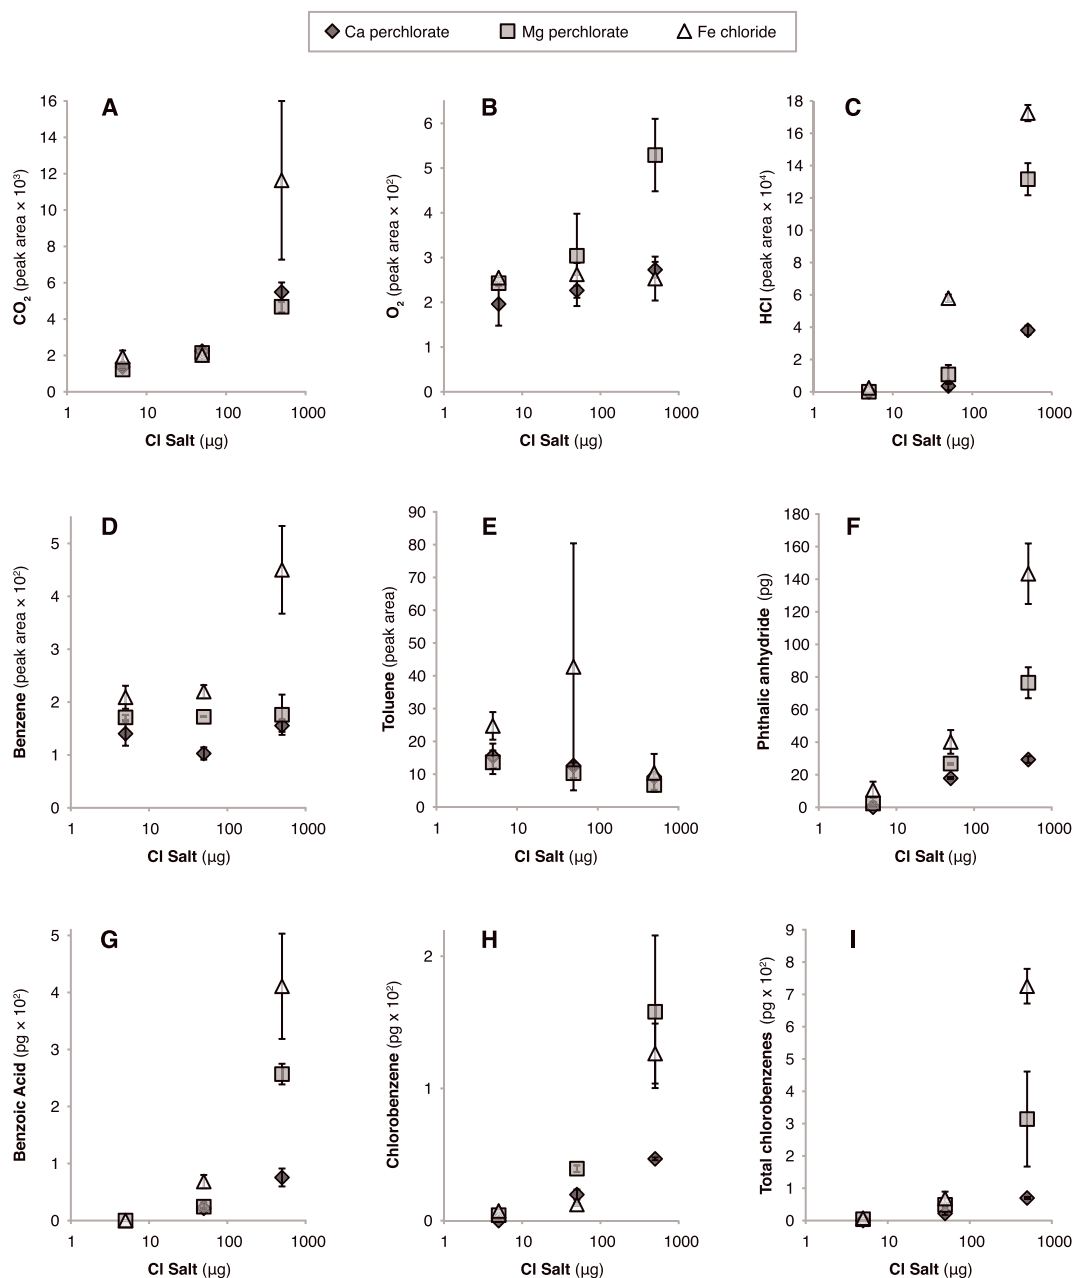 Ca perchlorate Mg perchlorate Fe chloride
A
CO₂ (peak area × 10³)
16
14
12
10
8
6
4
2
0
1 10 100 1000
Cl Salt (µg)
B
O₂ (peak area × 10²)
6
5
4
3
2
1
0
1 10 100 1000
Cl Salt (µg)
C
HCl (peak area × 10⁴)
18
16
14
12
10
8
6
4
2
0
1 10 100 1000
Cl Salt (µg)
D
Benzene (peak area × 10²)
5
4
3
2
1
0
1 10 100 1000
Cl Salt (µg)
E
Toluene (peak area)
90
80
70
60
50
40
30
20
10
0
1 10 100 1000
Cl Salt (µg)
F
Phthalic anhydride (pg)
180
160
140
120
100
80
60
40
20
0
1 10 100 1000
Cl Salt (µg)
G
Benzoic Acid (pg × 10²)
5
4
3
2
1
0
1 10 100 1000
Cl Salt (µg)
H
Chlorobenzene (pg × 10²)
2
1
0
1 10 100 1000
Cl Salt (µg)
I
Total chlorobenzenes (pg x 10²)
9
8
7
6
5
4
3
2
1
0
1 10 100 1000
Cl Salt (µg)